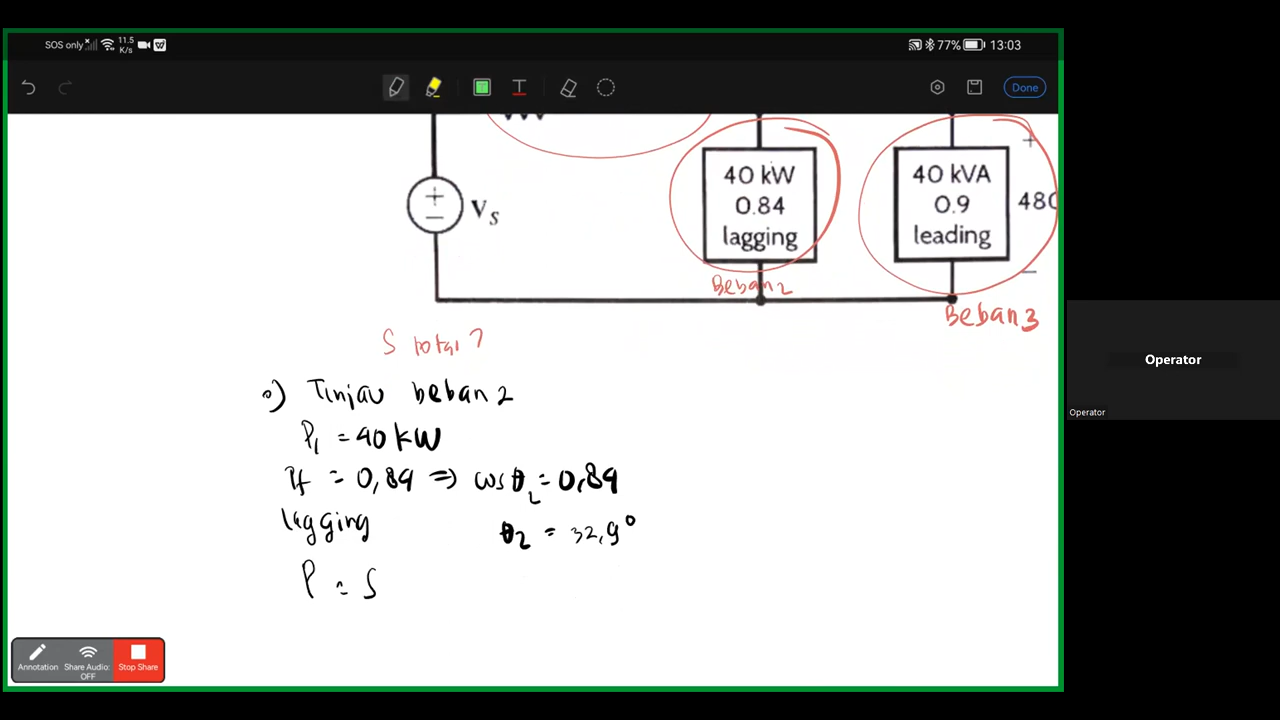 SOS only 11.5 K/s W 77% 13:03
T Done
+
40 kW
0.84
lagging
40 kVA
0.9
leading
+
480
−
+
−
Vs
Beban 2
Beban 3
S total ?
Tinjau beban 2
P1 = 40 kW
Pf = 0,84 => cos θ2 = 0,84
lagging θ2 = 32,9°
P = S
Annotation Share Audio: OFF Stop Share
Operator
Operator